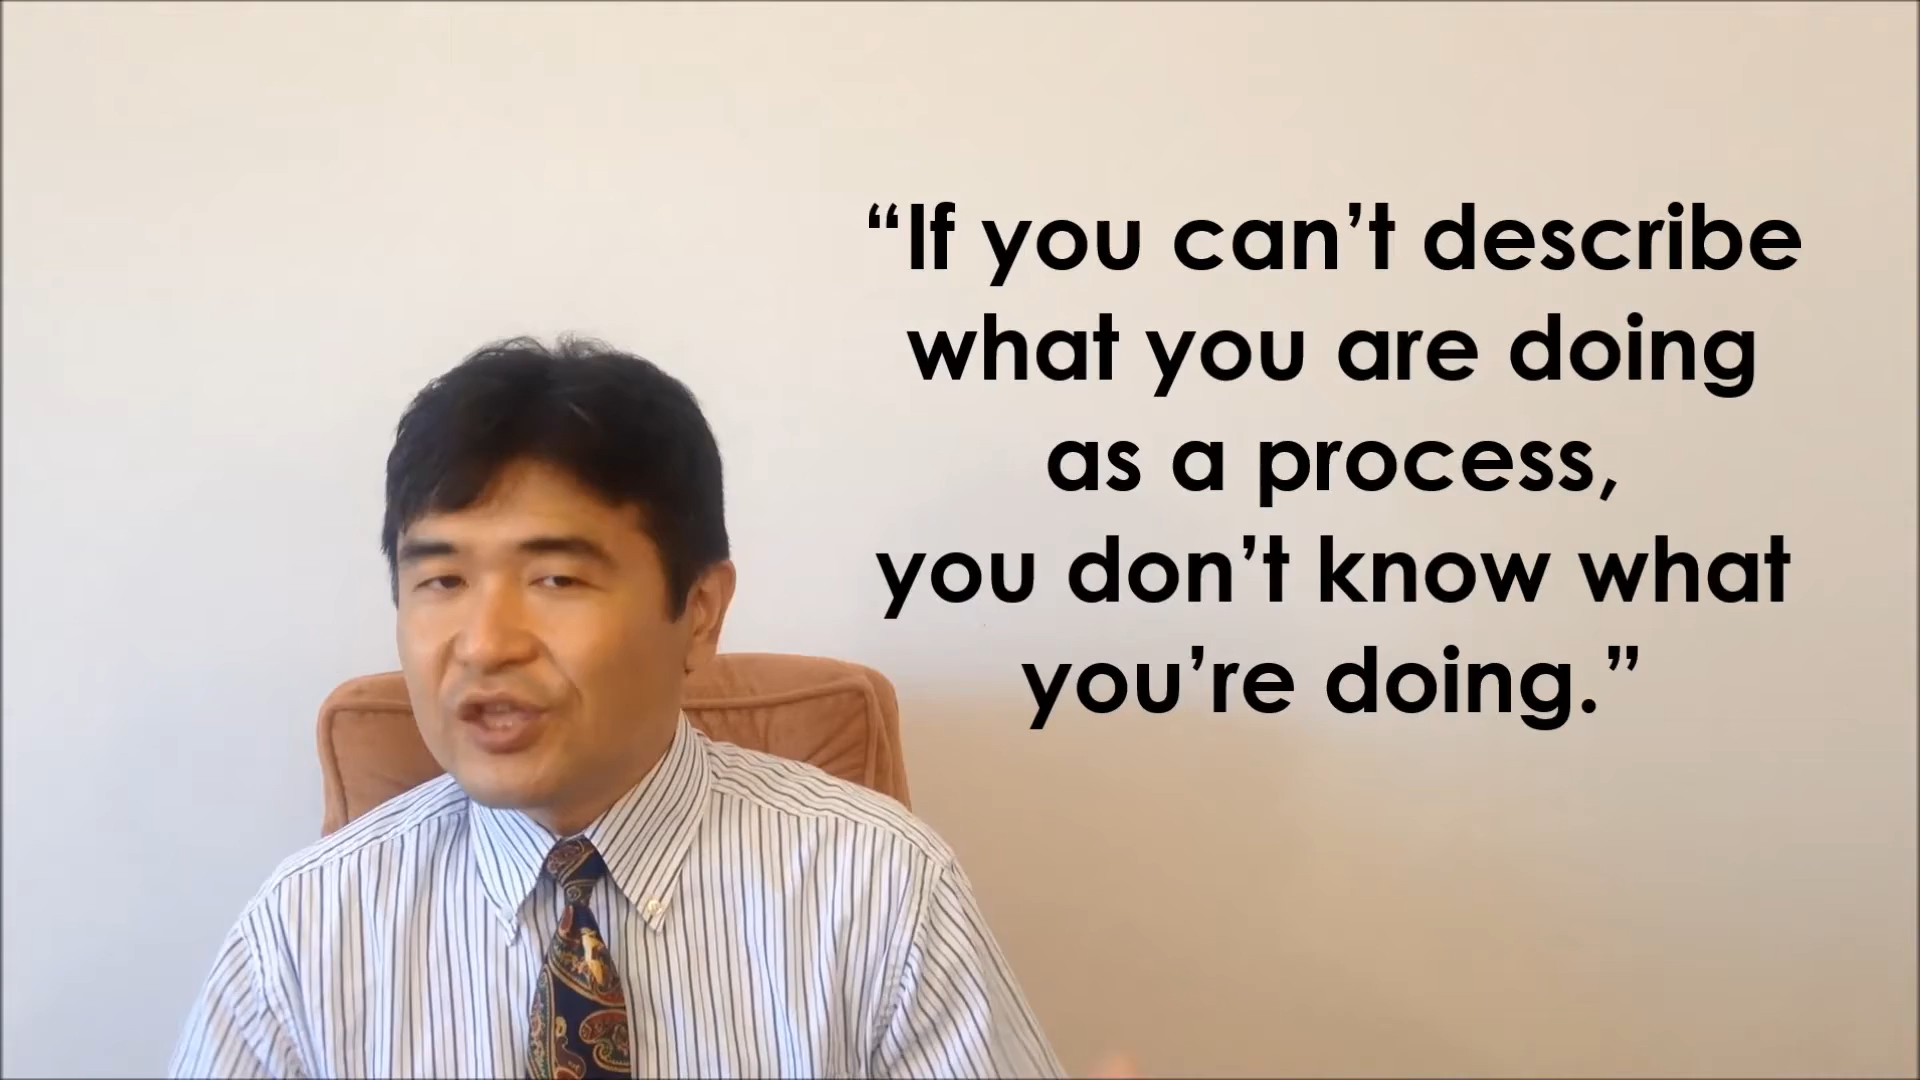 “If you can’t describe
what you are doing
as a process,
you don’t know what
you’re doing.”